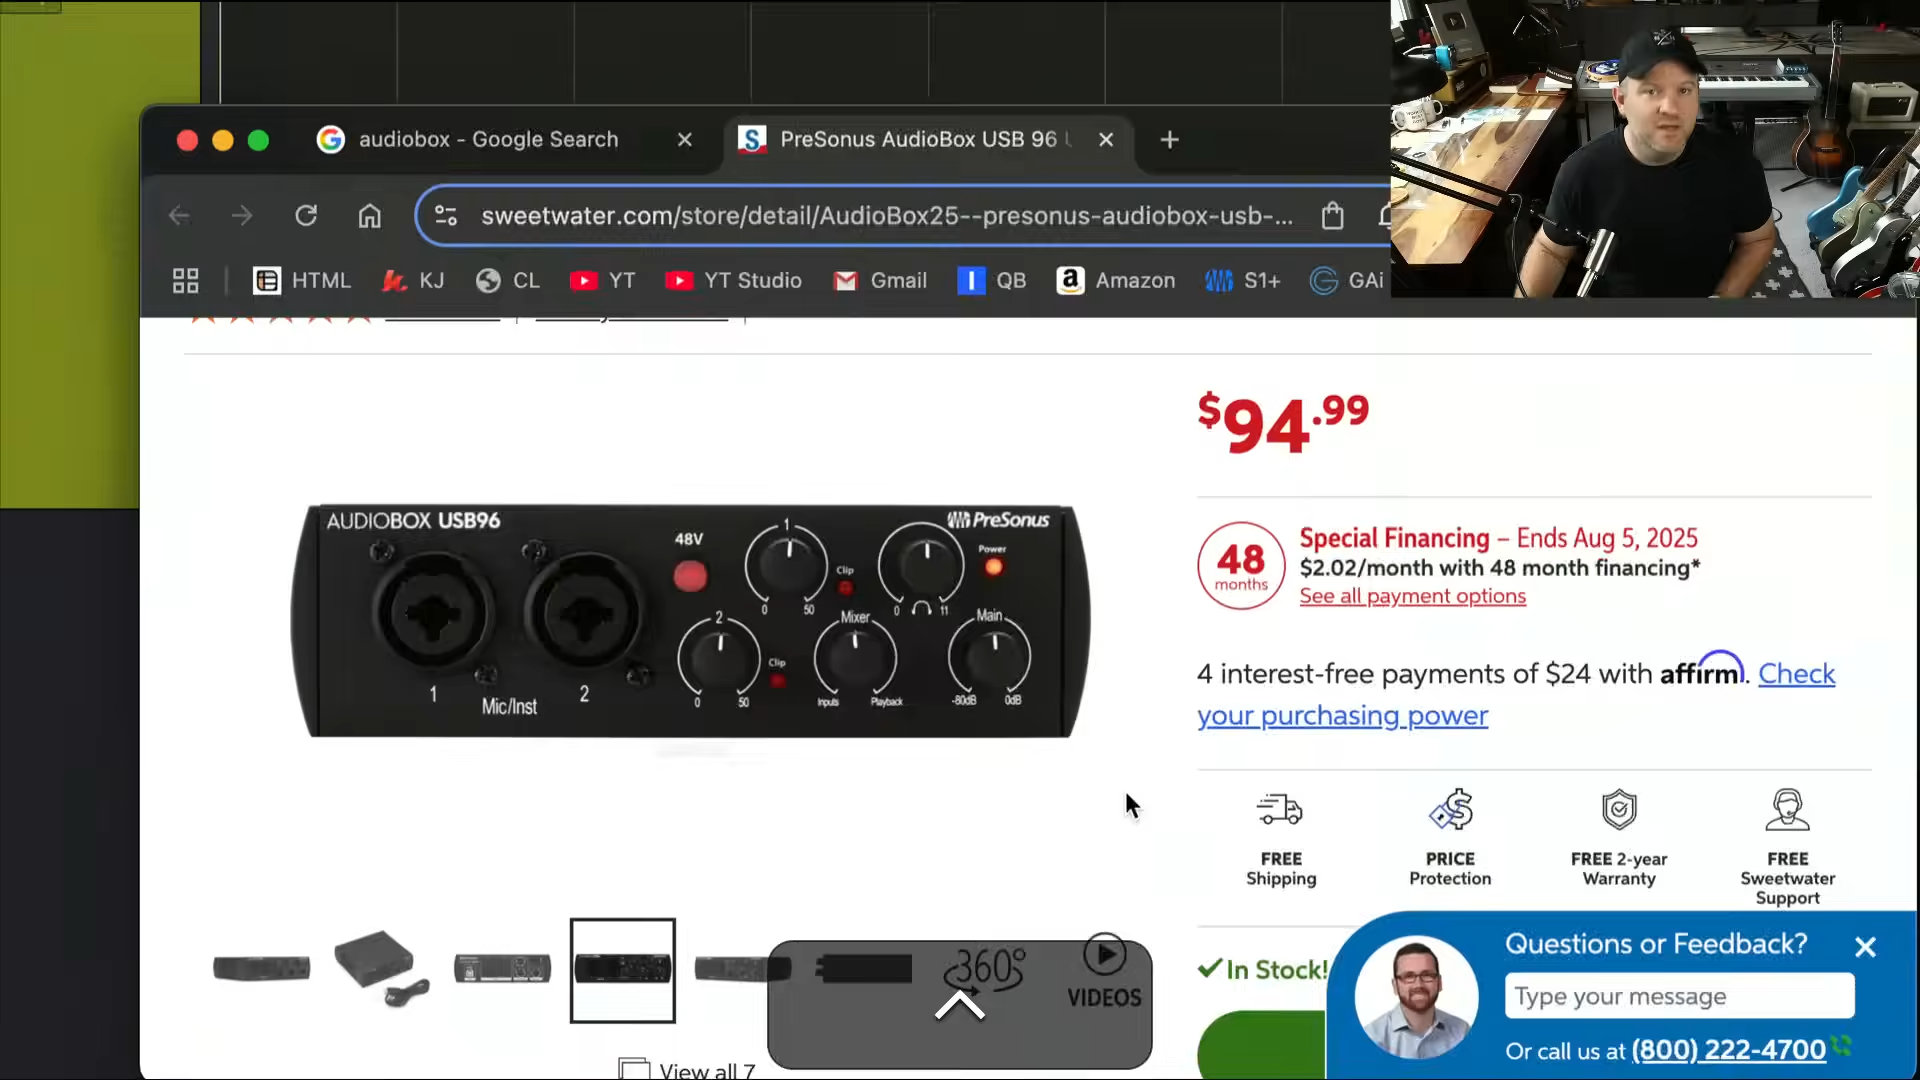 audiobox - Google Search
PreSonus AudioBox USB 96
sweetwater.com/store/detail/AudioBox25--presonus-audiobox-usb-...
HTML
KJ
CL
YT
YT Studio
Gmail
QB
Amazon
S1+
GAi
$94.99
AUDIOBOX USB96
PreSonus
48V
1
Clip
0
50
0
11
Power
2
Clip
0
50
Mixer
Inputs
Playback
Main
-80dB
0dB
1
Mic/Inst
2
48
months
Special Financing – Ends Aug 5, 2025
$2.02/month with 48 month financing*
See all payment options
4 interest-free payments of $24 with affirm. Check
your purchasing power
FREE
Shipping
PRICE
Protection
FREE 2-year
Warranty
FREE
Sweetwater
Support
360°
VIDEOS
View all 7
In Stock!
Questions or Feedback?
Type your message
Or call us at (800) 222-4700